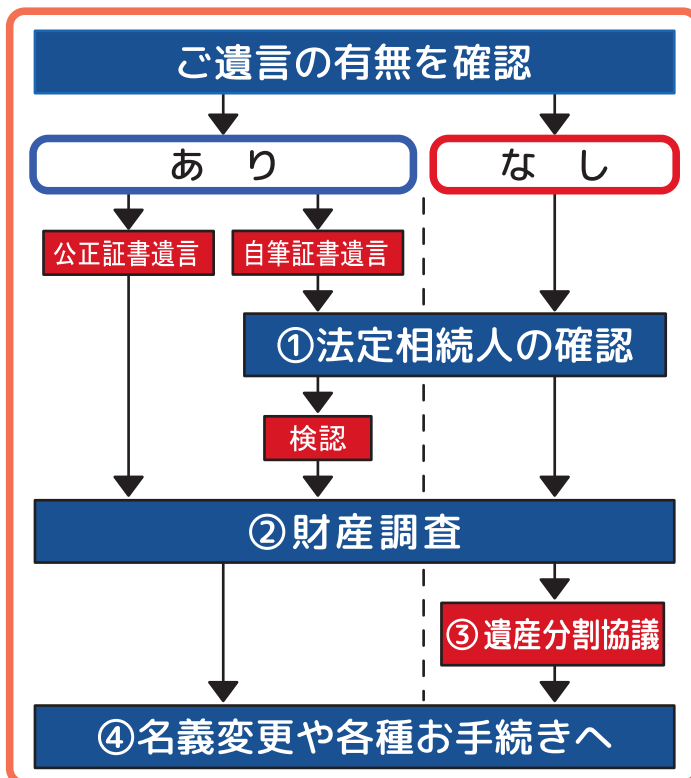 ご遺言の有無を確認
あ り
な し
公正証書遺言
自筆証書遺言
①法定相続人の確認
検認
②財産調査
③遺産分割協議
④名義変更や各種お手続きへ